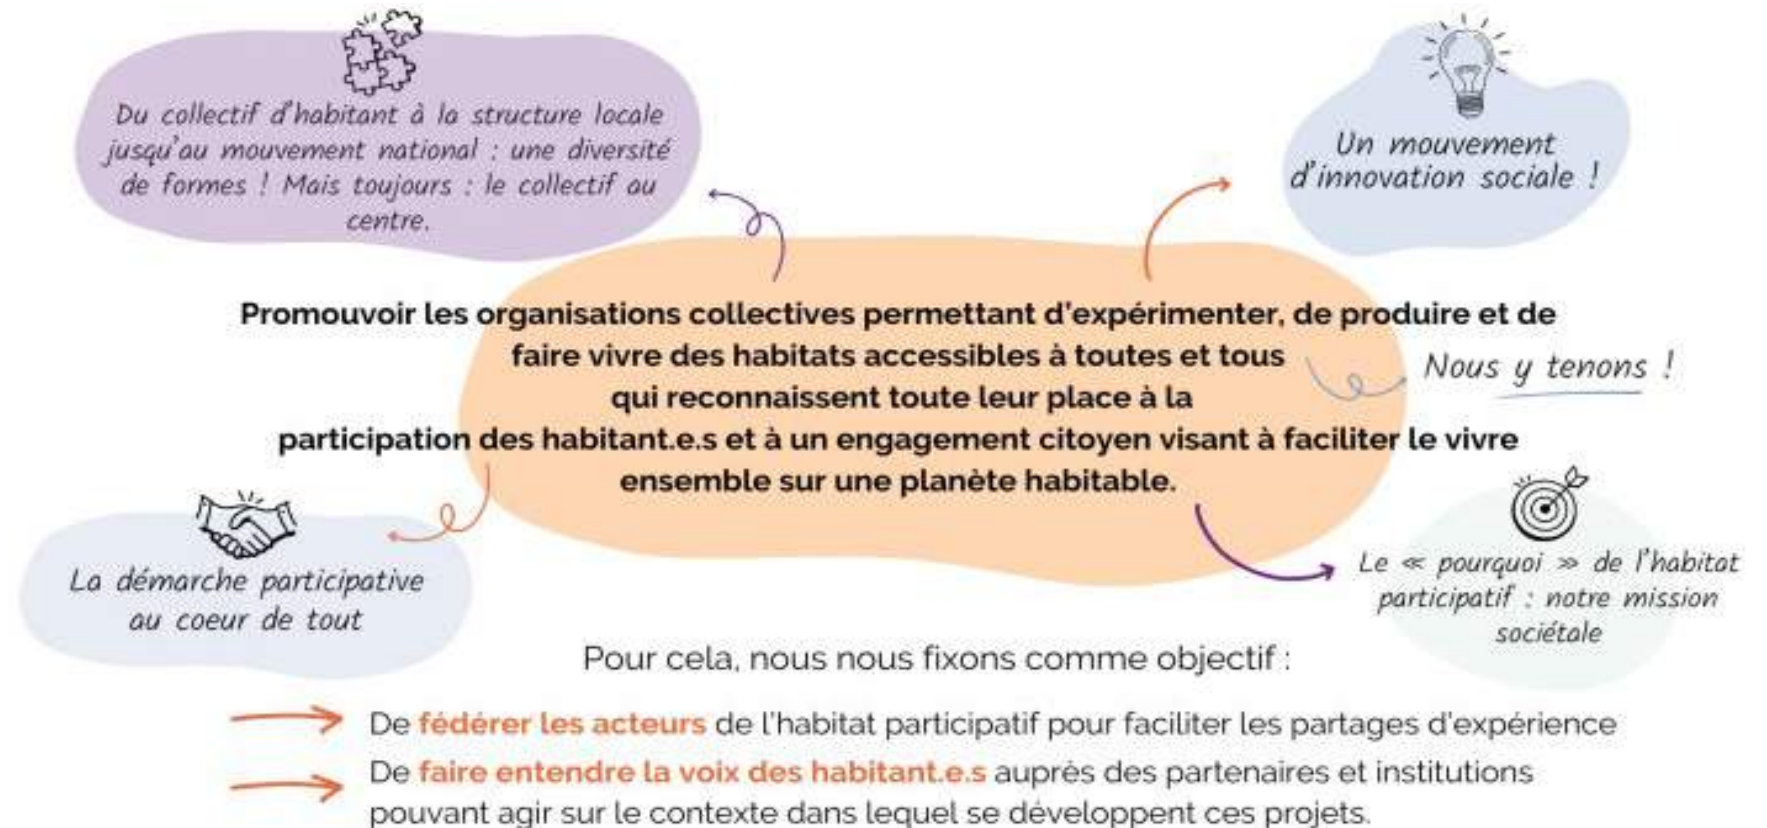 Du collectif d'habitant à la structure locale
jusqu'au mouvement national : une diversité
de formes ! Mais toujours : le collectif au
centre.
Un mouvement
d'innovation sociale !
Promouvoir les organisations collectives permettant d'expérimenter, de produire et de
faire vivre des habitats accessibles à toutes et tous
Nous y tenons !
qui reconnaissent toute leur place à la
participation des habitant.e.s et à un engagement citoyen visant à faciliter le vivre
ensemble sur une planète habitable.
La démarche participative
au coeur de tout
Le « pourquoi » de l'habitat
participatif : notre mission
sociétale
Pour cela, nous nous fixons comme objectif :
De fédérer les acteurs de l'habitat participatif pour faciliter les partages d'expérience
De faire entendre la voix des habitant.e.s auprès des partenaires et institutions
pouvant agir sur le contexte dans lequel se développent ces projets.